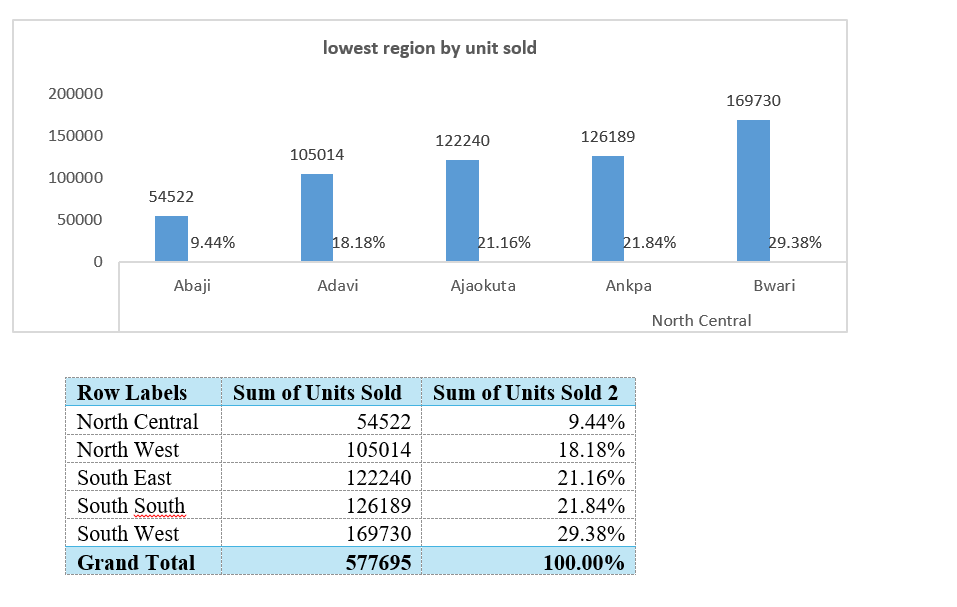 lowest region by unit sold
200000
150000
100000
50000
0
54522
105014
122240
126189
169730
9.44%
18.18%
21.16%
21.84%
29.38%
Abaji Adavi Ajaokuta Ankpa Bwari
North Central
Row Labels Sum of Units Sold Sum of Units Sold 2
North Central 54522 9.44%
North West 105014 18.18%
South East 122240 21.16%
South South 126189 21.84%
South West 169730 29.38%
Grand Total 577695 100.00%